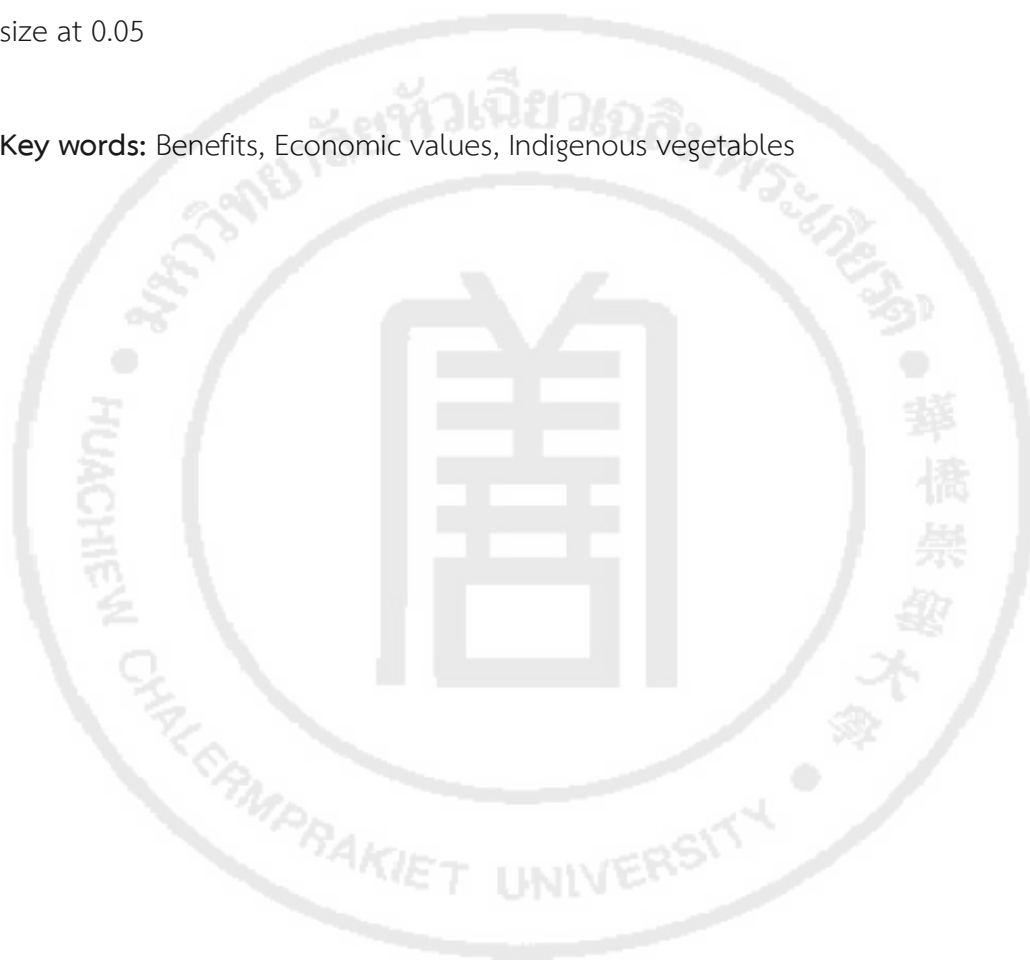 size at 0.05
Key words: Benefits, Economic values, Indigenous vegetables
มหาวิทยาลัยหัวเฉียวเฉลิมพระเกียรติ
華僑崇聖大學
HUACHIEW CHALERMPRAKIET UNIVERSITY
善